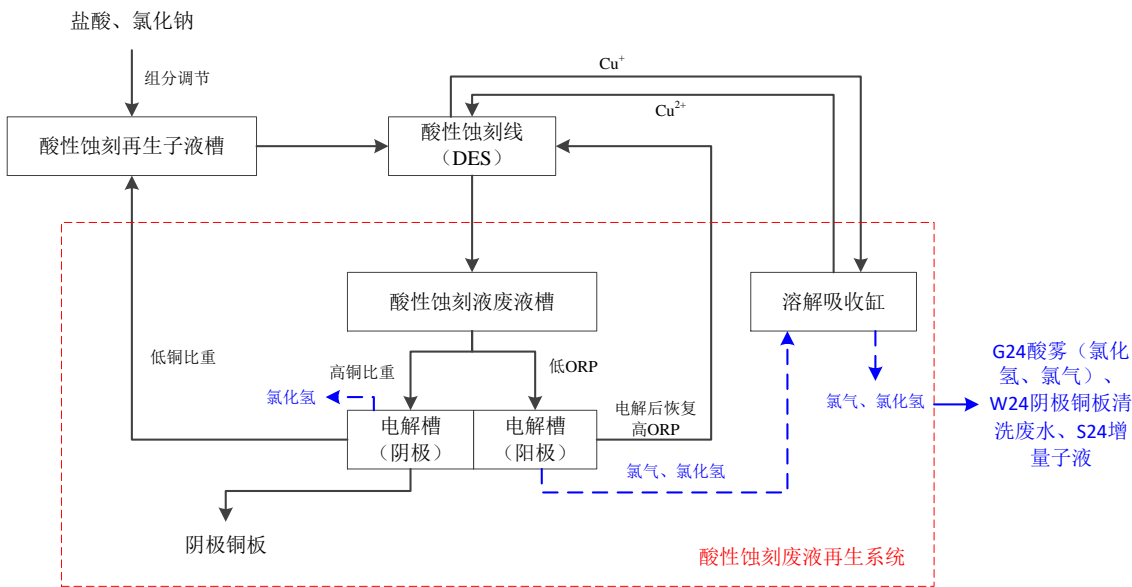 盐酸、氯化钠
组分调节
Cu⁺
Cu²⁺
酸性蚀刻再生子液槽
酸性蚀刻线
（DES）
酸性蚀刻液废液槽
溶解吸收缸
低铜比重
高铜比重
低ORP
氯化氢
电解槽
（阴极）
电解槽
（阳极）
电解后恢复
高ORP
氯气、氯化氢
氯气、氯化氢
G24酸雾（氯化
氢、氯气）、
W24阴极铜板清
洗废水、S24增
量子液
阴极铜板
酸性蚀刻废液再生系统